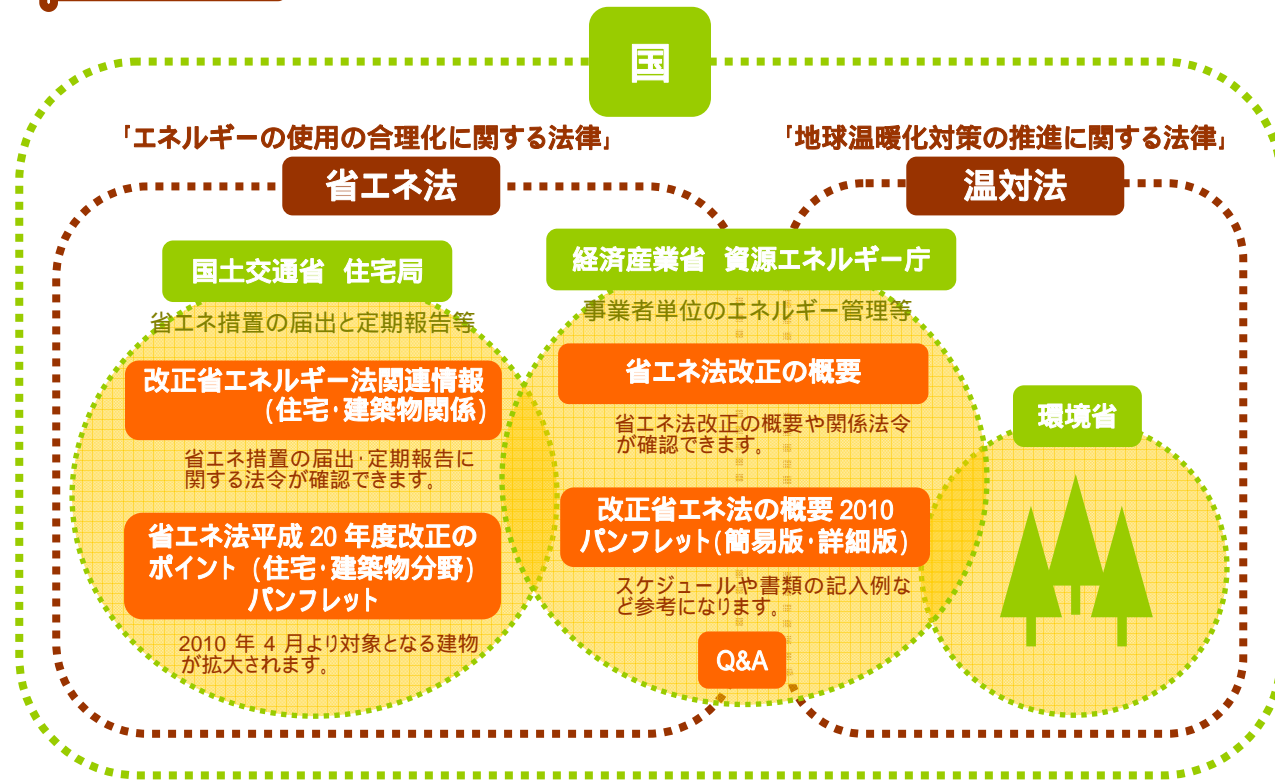 国
「エネルギーの使用の合理化に関する法律」
「地球温暖化対策の推進に関する法律」
省エネ法
温対法
国土交通省 住宅局
省エネ措置の届出と定期報告等
改正省エネルギー法関連情報
(住宅・建築物関係)
省エネ措置の届出・定期報告に
関する法令が確認できます。
省エネ法平成 20 年度改正の
ポイント (住宅・建築物分野)
パンフレット
2010 年 4 月より対象となる建物
が拡大されます。
経済産業省 資源エネルギー庁
事業者単位のエネルギー管理等
省エネ法改正の概要
省エネ法改正の概要や関係法令
が確認できます。
改正省エネ法の概要 2010
パンフレット(簡易版・詳細版)
スケジュールや書類の記入例な
ど参考になります。
Q&A
環境省